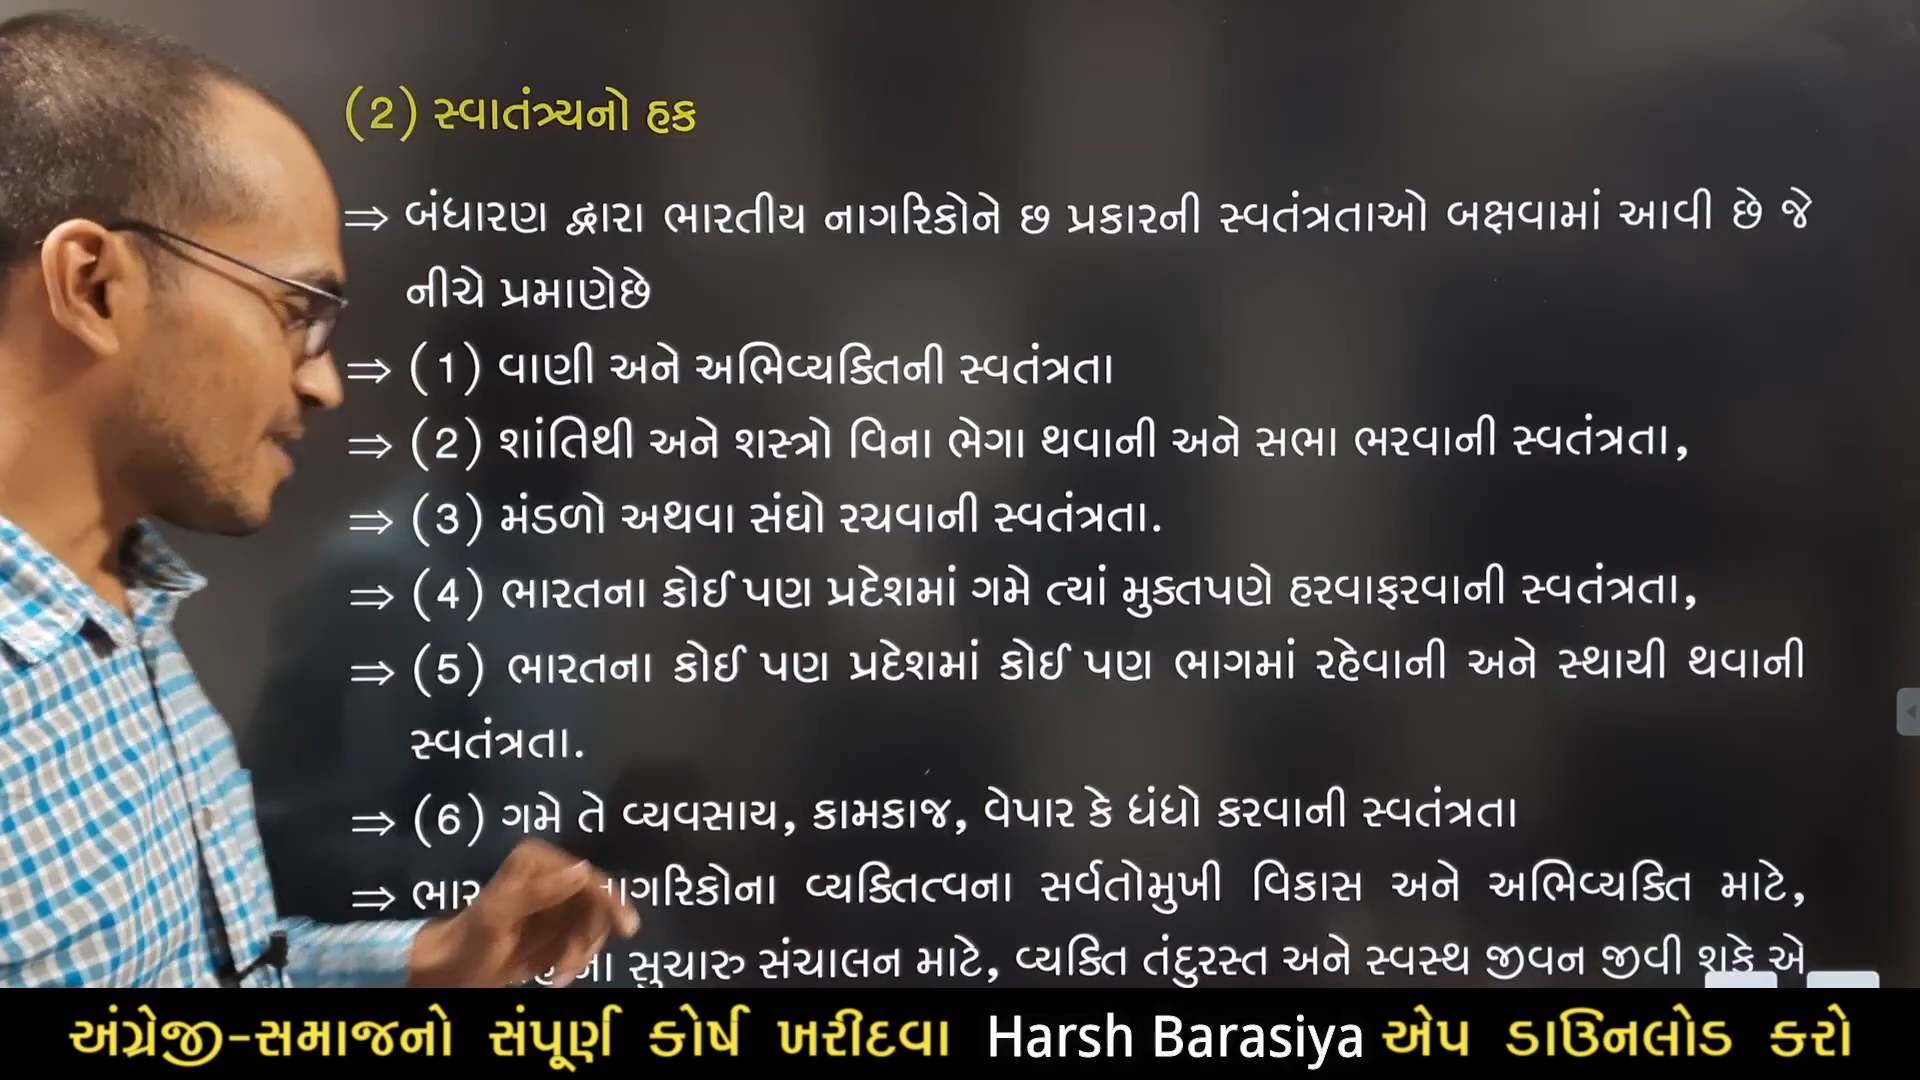 (2) સ્વાતંત્ર્યનો હક
⇒ બંધારણ દ્વારા ભારતીય નાગરિકોને છ પ્રકારની સ્વતંત્રતાઓ બક્ષવામાં આવી છે જે
નીચે પ્રમાણેછે
⇒ (1) વાણી અને અભિવ્યક્તિની સ્વતંત્રતા
⇒ (2) શાંતિથી અને શસ્ત્રો વિના ભેગા થવાની અને સભા ભરવાની સ્વતંત્રતા,
⇒ (3) મંડળો અથવા સંઘો રચવાની સ્વતંત્રતા.
⇒ (4) ભારતના કોઈ પણ પ્રદેશમાં ગમે ત્યાં મુક્તપણે હરવાફરવાની સ્વતંત્રતા,
⇒ (5) ભારતના કોઈ પણ પ્રદેશમાં કોઈ પણ ભાગમાં રહેવાની અને સ્થાયી થવાની
સ્વતંત્રતા.
⇒ (6) ગમે તે વ્યવસાય, કામકાજ, વેપાર કે ધંધો કરવાની સ્વતંત્રતા
⇒ વ્યક્તિત્વના સર્વતોમુખી વિકાસ અને અભિવ્યક્તિ માટે,
સુચારુ સંચાલન માટે, વ્યક્તિ તંદુરસ્ત અને સ્વસ્થ જીવન જીવી શકે એ
અંગ્રેજી-સમાજનો સંપૂર્ણ કોર્ષ ખરીદવા Harsh Barasiya એપ ડાઉનલોડ કરો